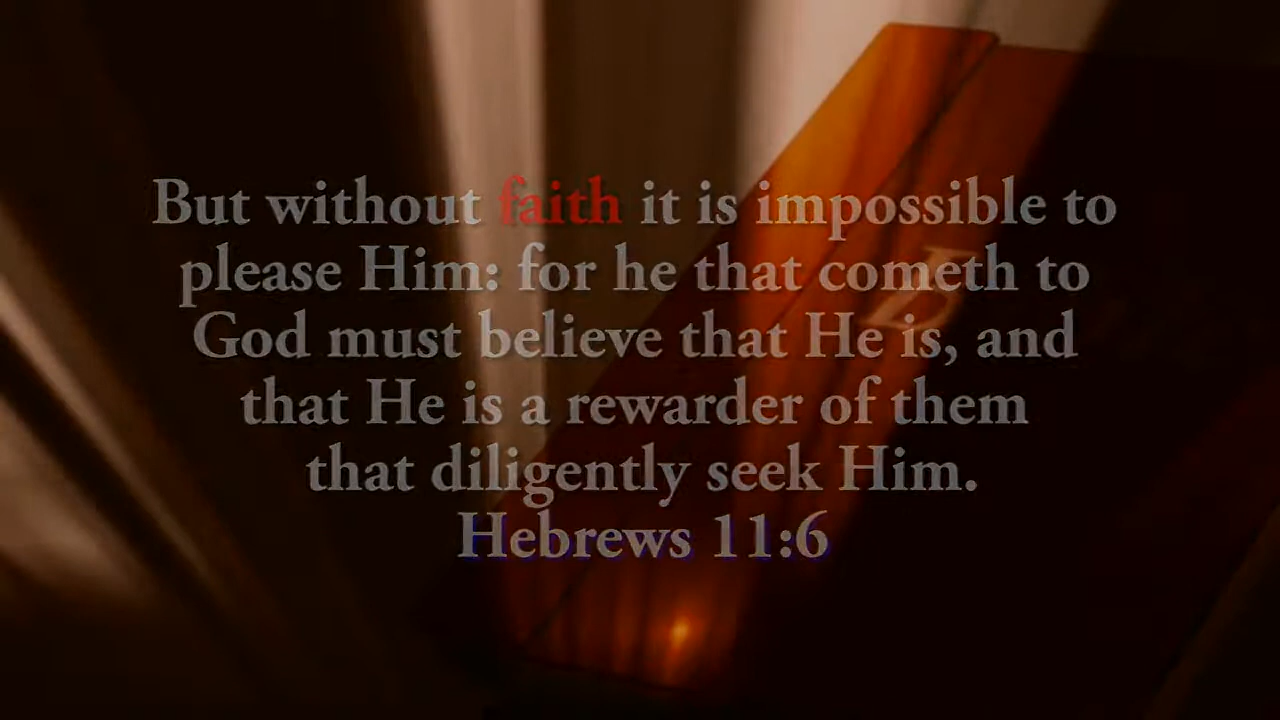 But without faith it is impossible to
please Him: for he that cometh to
God must believe that He is, and
that He is a rewarder of them
that diligently seek Him.
Hebrews 11:6